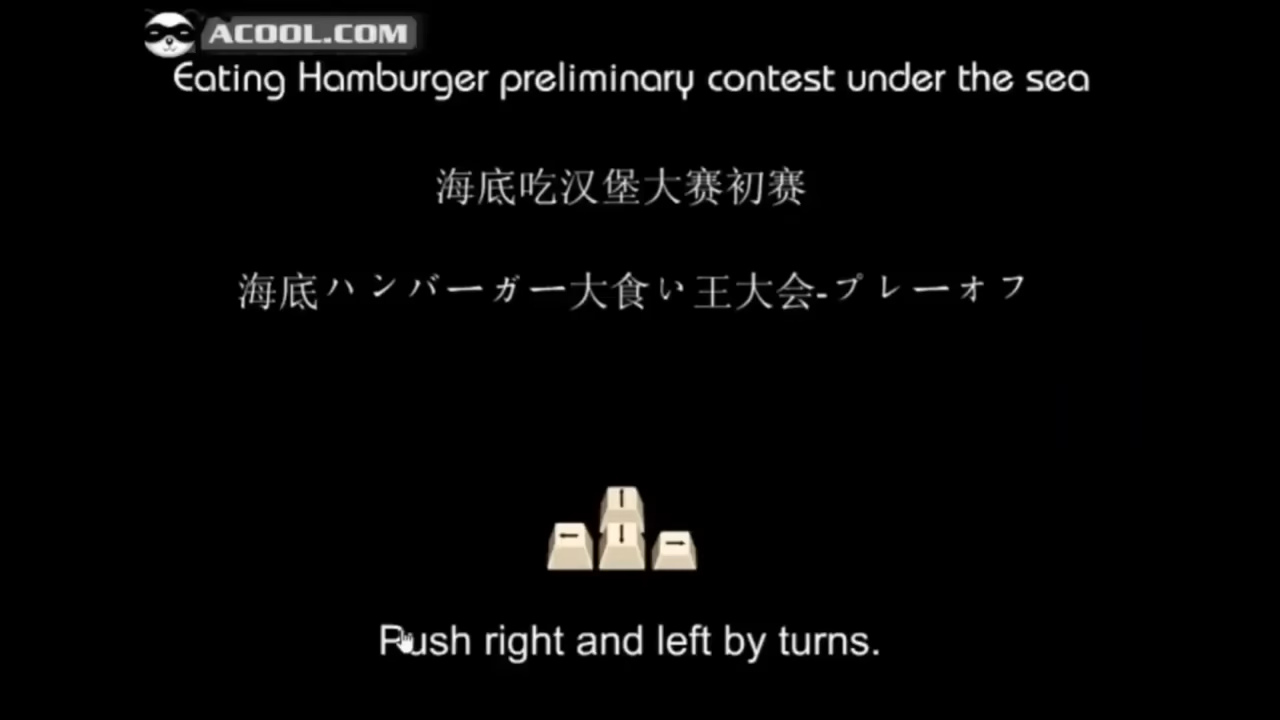 ACOOL.COM
Eating Hamburger preliminary contest under the sea
海底吃汉堡大赛初赛
海底ハンバーガー大食い王大会-プレーオフ
Push right and left by turns.